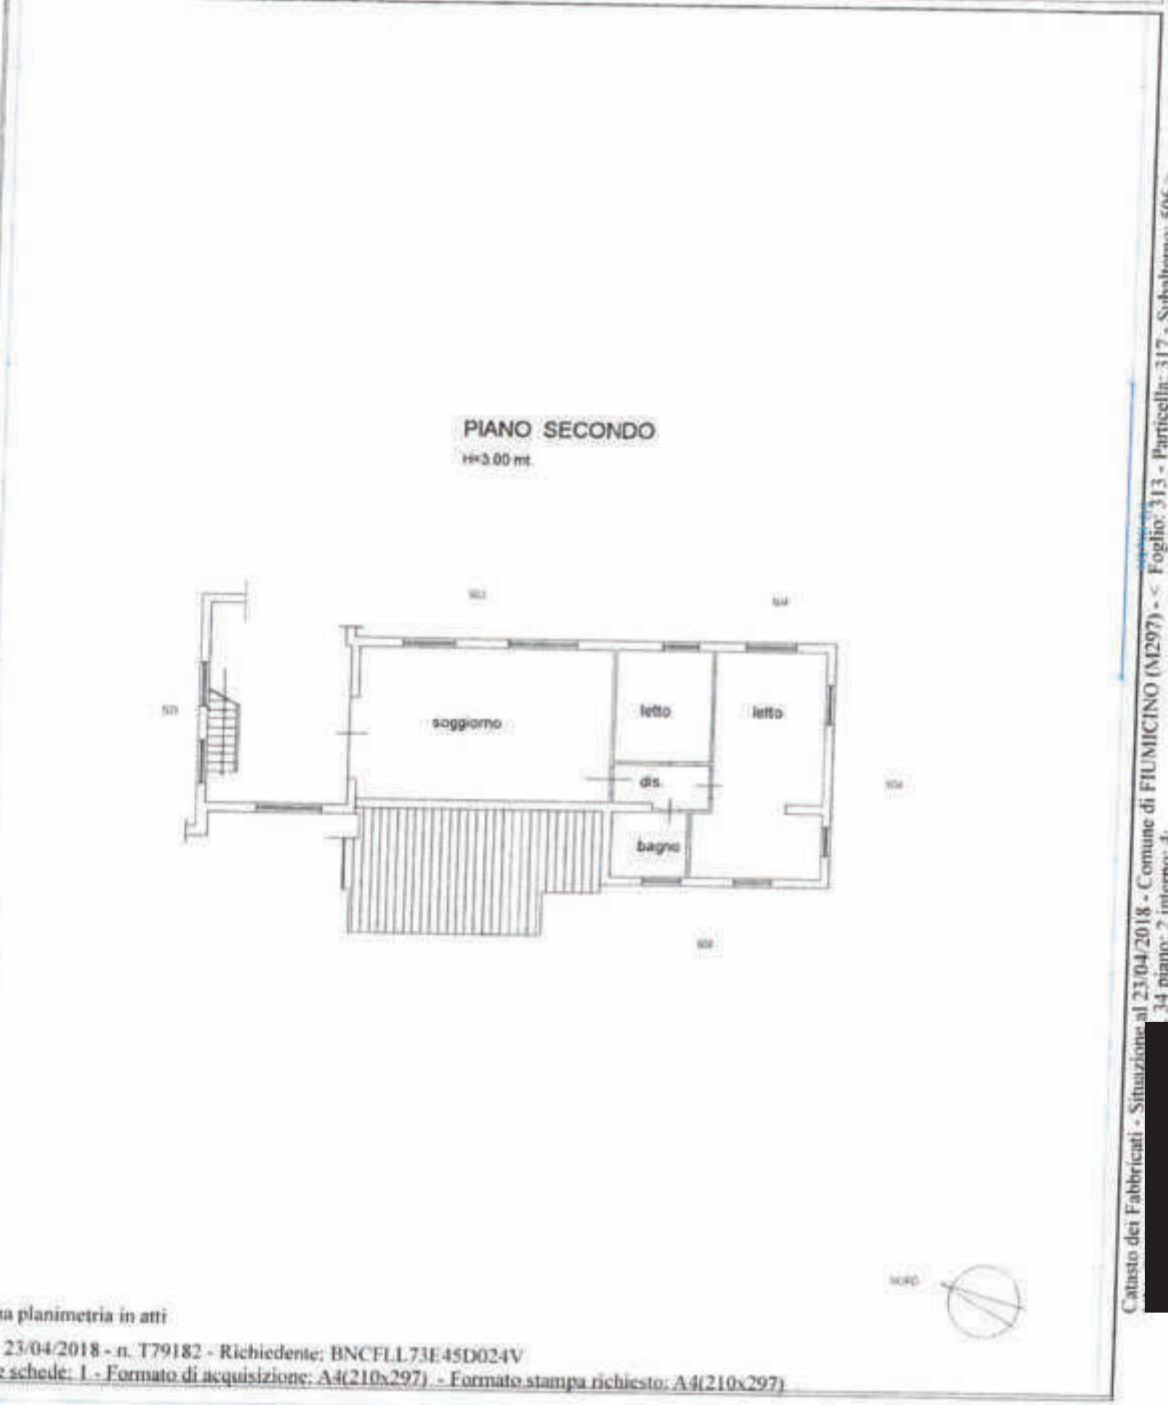 PIANO SECONDO
H=3.00 mt.
soggiorno
letto
letto
dis.
bagno
NORD
planimetria in atti
23/04/2018 - n. T79182 - Richiedente: BNCFLL73E45D024V
schede: 1 - Formato di acquisizione: A4(210x297) - Formato stampa richiesto: A4(210x297)
Catasto dei Fabbricati - Situazione al 23/04/2018 - Comune di FIUMICINO (M297) - < Foglio: 313 - Particella: 317 - Subalterno:
34 piano: 2 interno: 4;